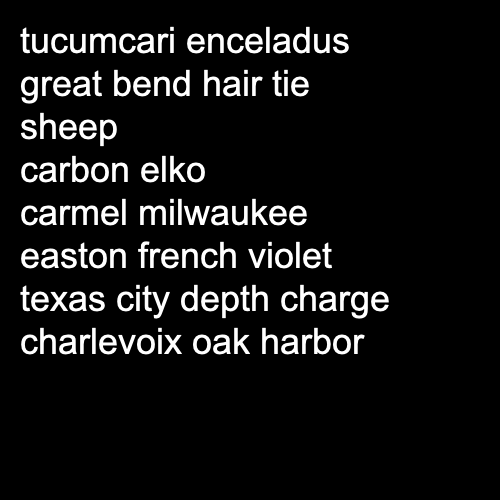 tucumcari enceladus
great bend hair tie
sheep
carbon elko
carmel milwaukee
easton french violet
texas city depth charge
charlevoix oak harbor